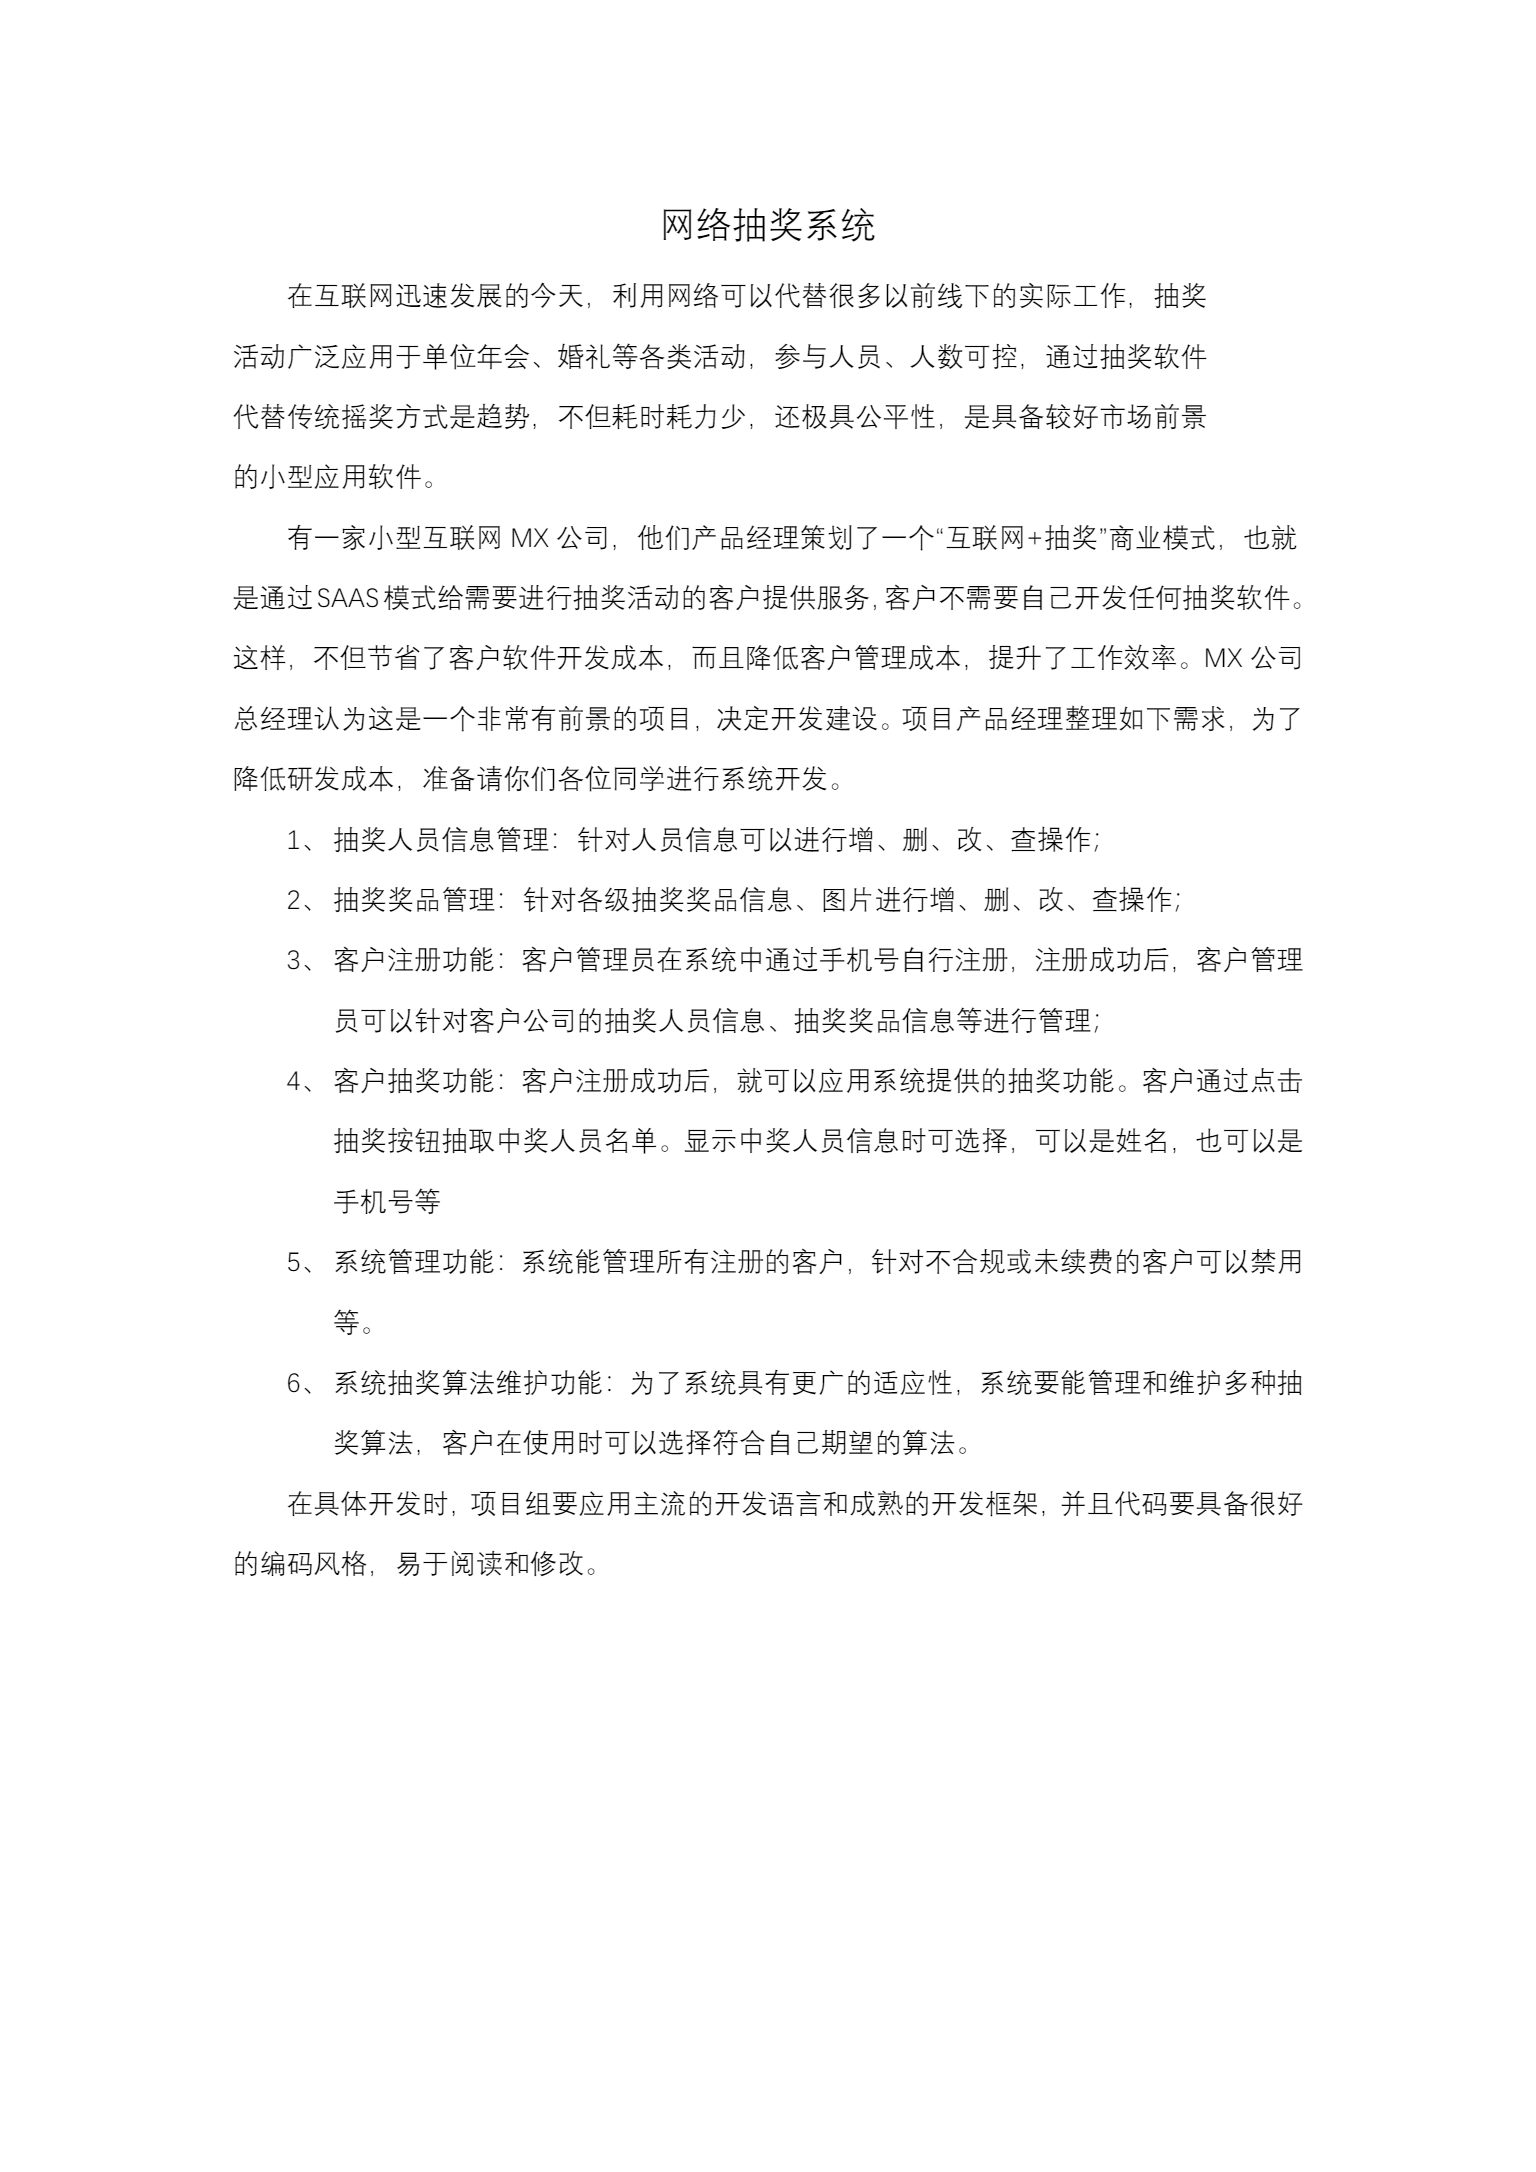 网络抽奖系统
在互联网迅速发展的今天，利用网络可以代替很多以前线下的实际工作，抽奖
活动广泛应用于单位年会、婚礼等各类活动，参与人员、人数可控，通过抽奖软件
代替传统摇奖方式是趋势，不但耗时耗力少，还极具公平性，是具备较好市场前景
的小型应用软件。
有一家小型互联网 MX 公司，他们产品经理策划了一个“互联网+抽奖”商业模式，也就
是通过 SAAS 模式给需要进行抽奖活动的客户提供服务，客户不需要自己开发任何抽奖软件。
这样，不但节省了客户软件开发成本，而且降低客户管理成本，提升了工作效率。MX 公司
总经理认为这是一个非常有前景的项目，决定开发建设。项目产品经理整理如下需求，为了
降低研发成本，准备请你们各位同学进行系统开发。
1、 抽奖人员信息管理：针对人员信息可以进行增、删、改、查操作；
2、 抽奖奖品管理：针对各级抽奖奖品信息、图片进行增、删、改、查操作；
3、 客户注册功能：客户管理员在系统中通过手机号自行注册，注册成功后，客户管理
员可以针对客户公司的抽奖人员信息、抽奖奖品信息等进行管理；
4、 客户抽奖功能：客户注册成功后，就可以应用系统提供的抽奖功能。客户通过点击
抽奖按钮抽取中奖人员名单。显示中奖人员信息时可选择，可以是姓名，也可以是
手机号等
5、 系统管理功能：系统能管理所有注册的客户，针对不合规或未续费的客户可以禁用
等。
6、 系统抽奖算法维护功能：为了系统具有更广的适应性，系统要能管理和维护多种抽
奖算法，客户在使用时可以选择符合自己期望的算法。
在具体开发时，项目组要应用主流的开发语言和成熟的开发框架，并且代码要具备很好
的编码风格，易于阅读和修改。